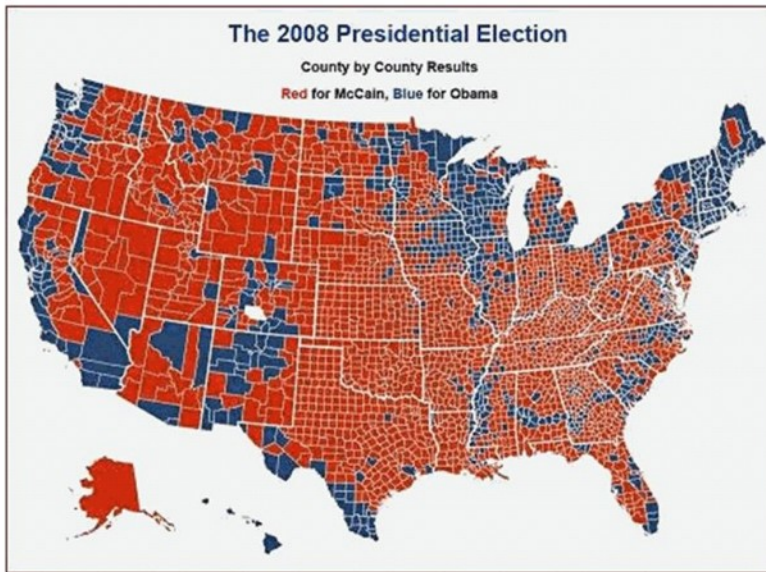 The 2008 Presidential Election
County by County Results
Red for McCain, Blue for Obama